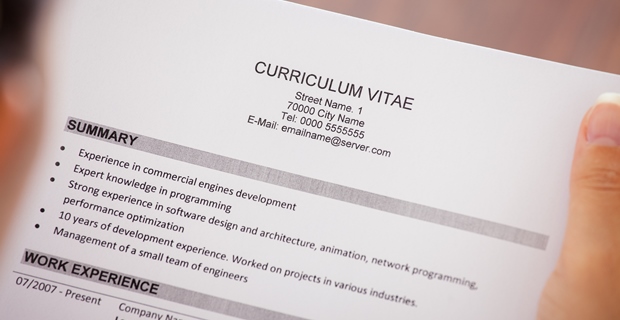 CURRICULUM VITAE
Street Name. 1
70000 City Name
Tel: 0000 5555555
E-Mail: emailname@server.com
SUMMARY
• Experience in commercial engines development
• Expert knowledge in programming
• Strong experience in software design and architecture, animation, network programming,
performance optimization
• 10 years of development experience. Worked on projects in various industries.
• Management of a small team of engineers
WORK EXPERIENCE
07/2007 - Present Company Name